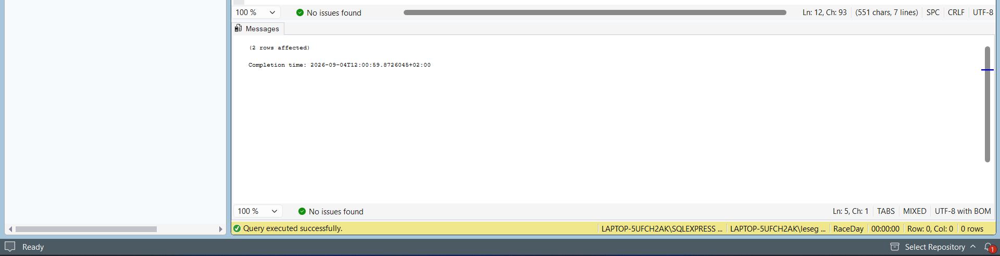 100 % No issues found Ln: 12, Ch: 93 (551 chars, 7 lines) SPC CRLF UTF-8
Messages
(2 rows affected)
Completion time: 2026-09-04T12:00:59.8726045+02:00
100 % No issues found Ln: 5, Ch: 1 TABS MIXED UTF-8 with BOM
Query executed successfully. LAPTOP-5UFCH2AK\SQLEXPRESS ... LAPTOP-5UFCH2AK\leseg ... RaceDay 00:00:00 Row: 0, Col: 0 0 rows
Ready Select Repository 1